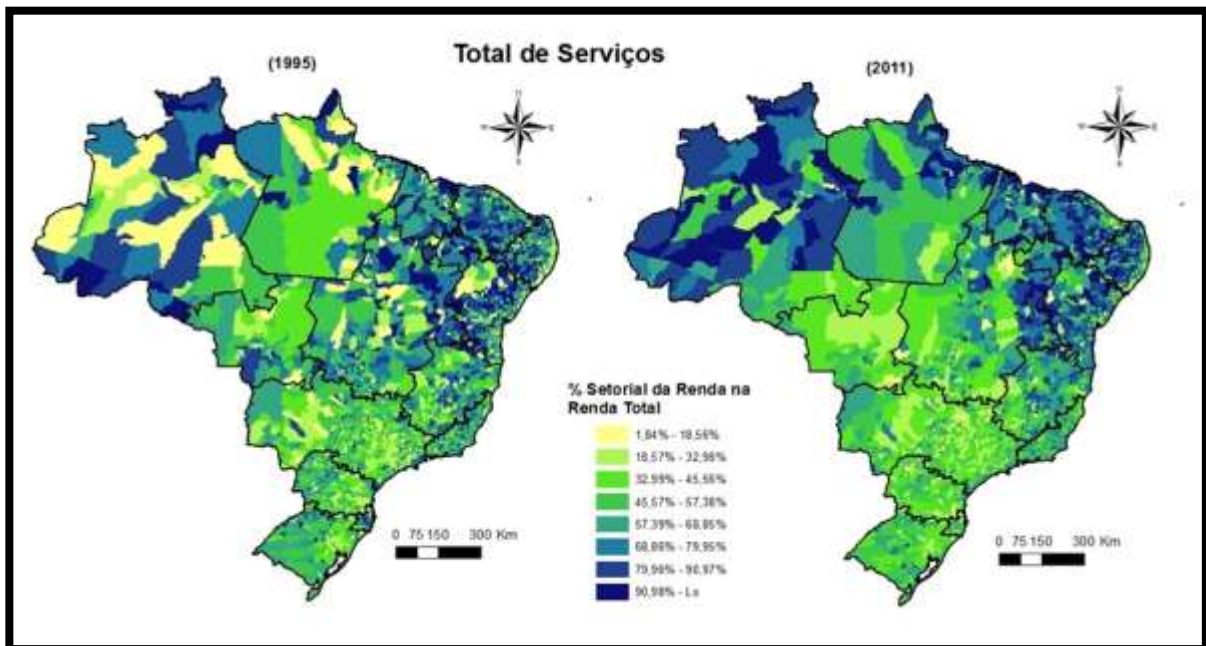 Total de Serviços
(1995)
(2011)
% Setorial da Renda na
Renda Total
1,84% - 18,56%
18,57% - 32,98%
32,99% - 45,56%
45,57% - 57,38%
57,39% - 68,85%
68,86% - 79,95%
79,96% - 90,97%
90,98% - Ls
0 75 150 300 Km
0 75 150 300 Km